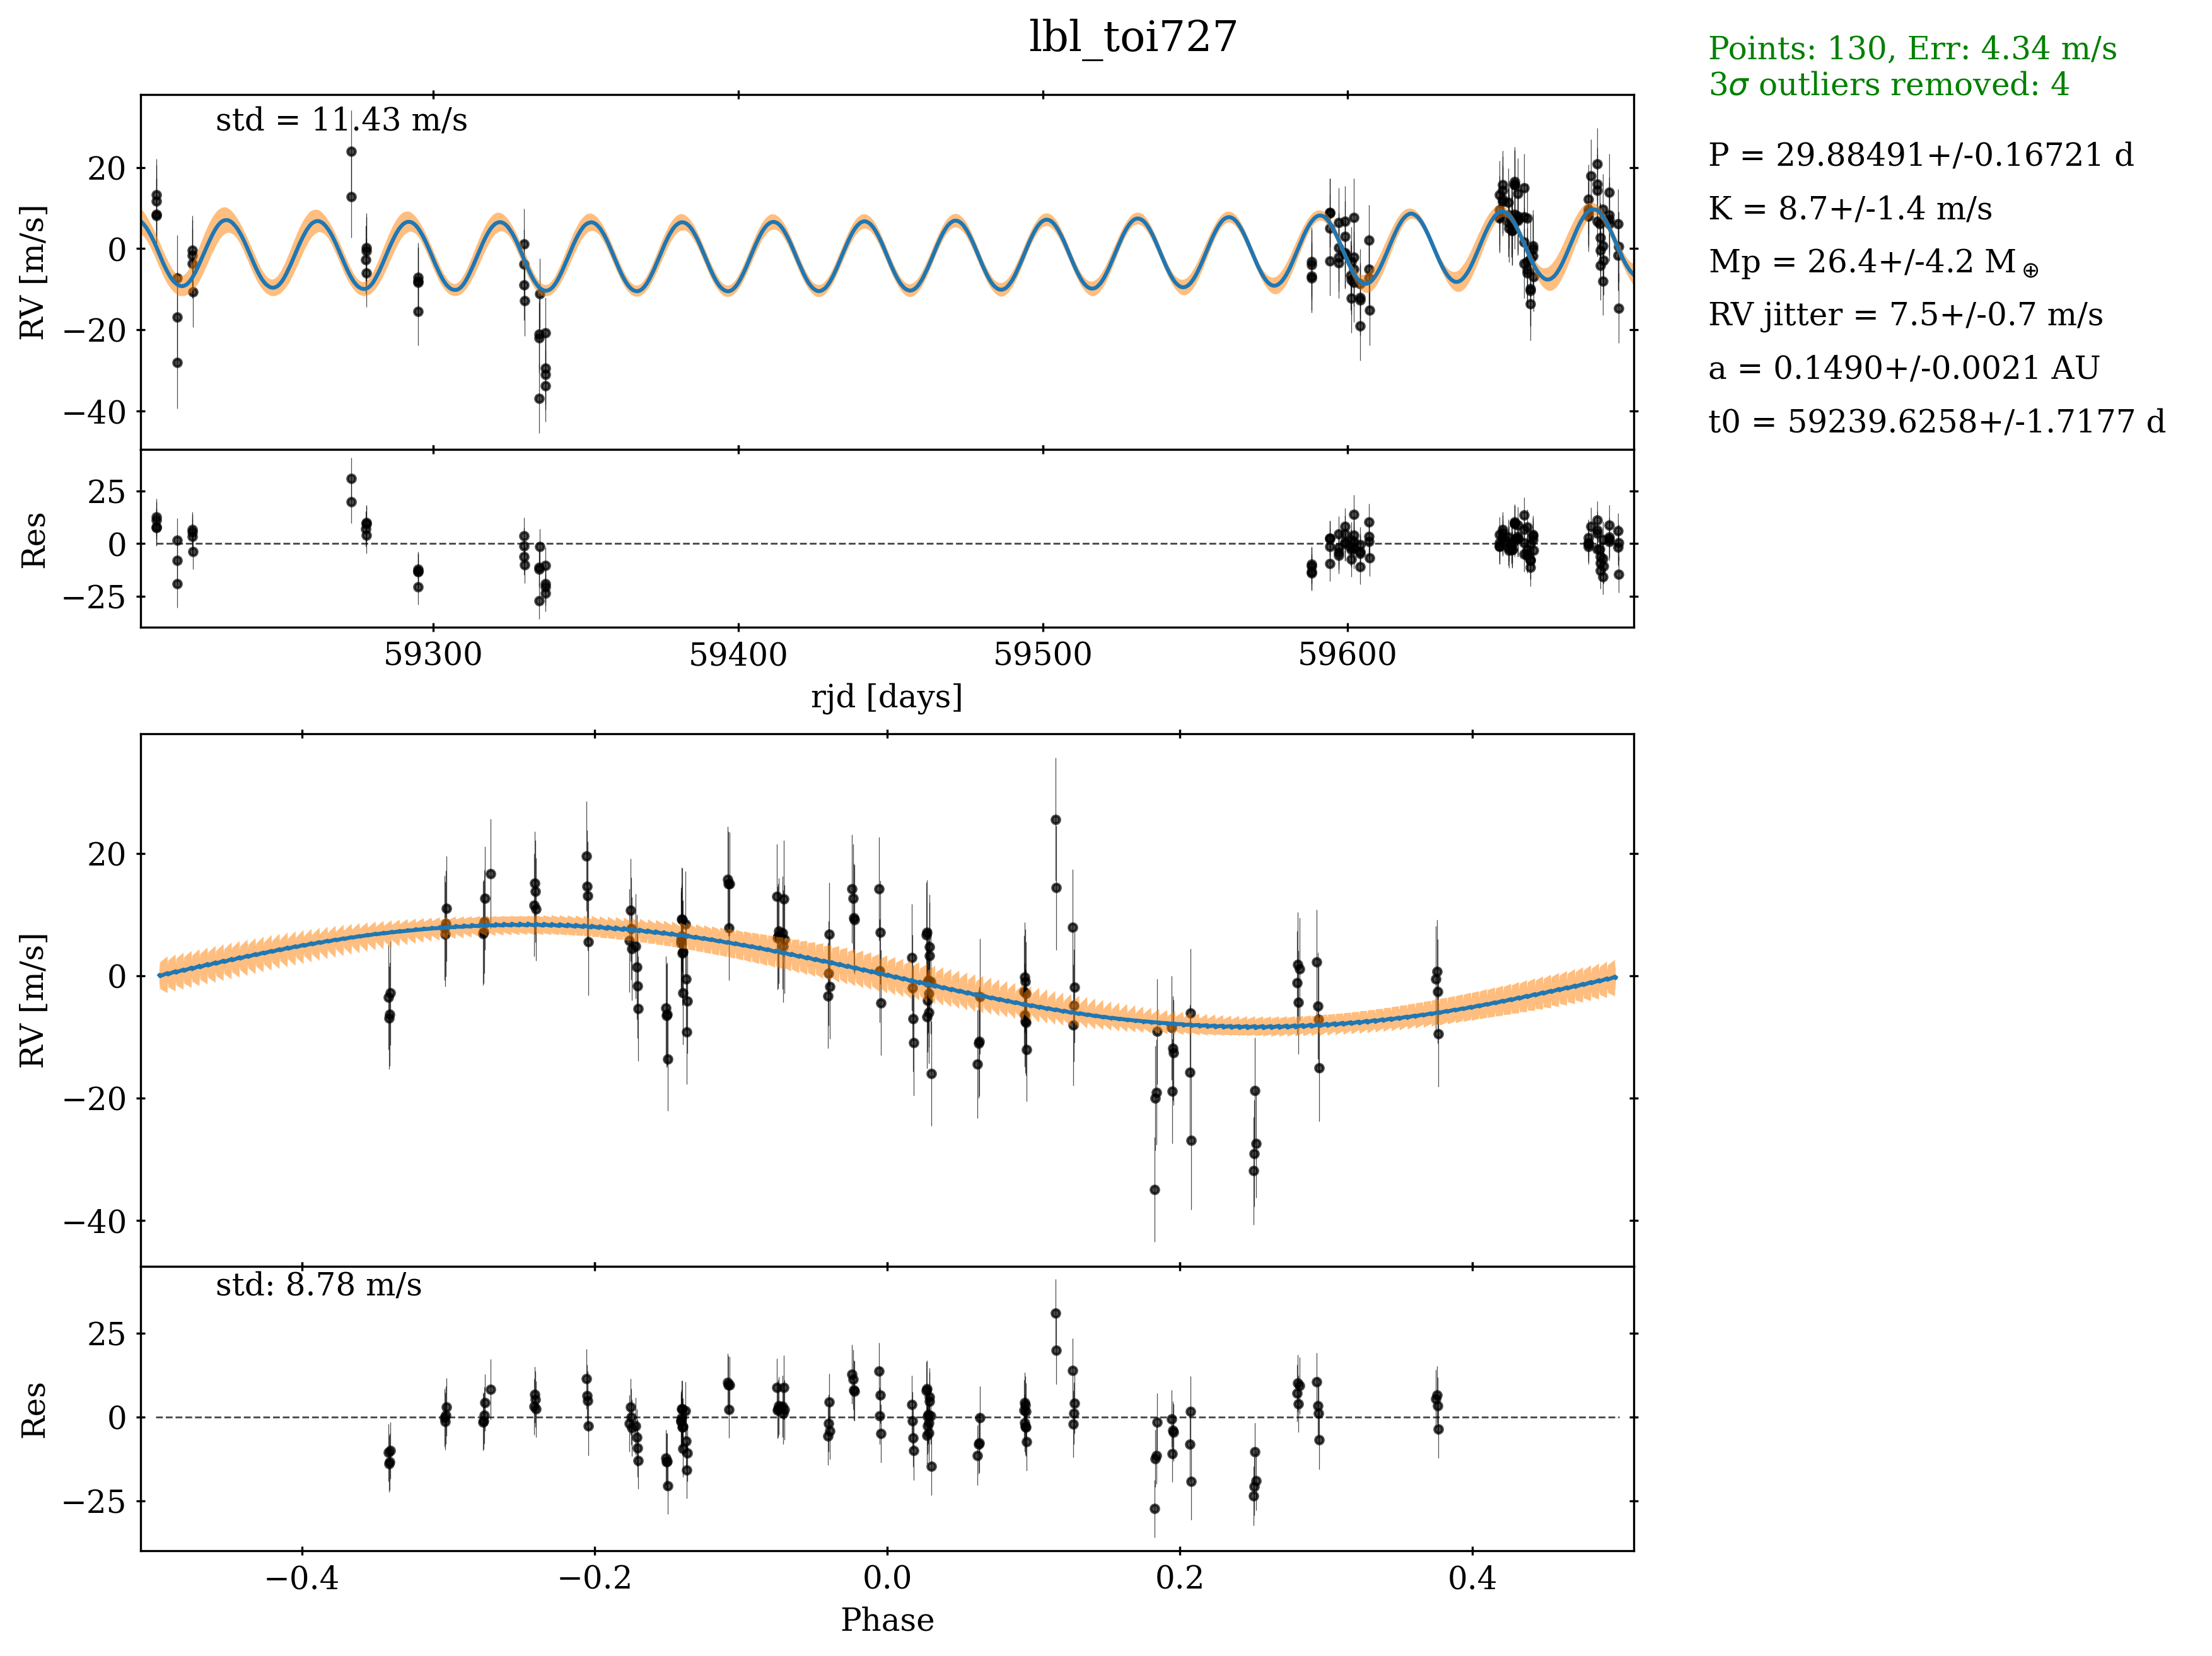 lbl_toi727
Points: 130, Err: 4.34 m/s
3σ outliers removed: 4
P = 29.88491+/-0.16721 d
K = 8.7+/-1.4 m/s
Mp = 26.4+/-4.2 M⊕
RV jitter = 7.5+/-0.7 m/s
a = 0.1490+/-0.0021 AU
t0 = 59239.6258+/-1.7177 d
std = 11.43 m/s
RV [m/s]
20
0
−20
−40
Res
25
0
−25
59300 59400 59500 59600
rjd [days]
RV [m/s]
20
0
−20
−40
std: 8.78 m/s
Res
25
0
−25
−0.4 −0.2 0.0 0.2 0.4
Phase